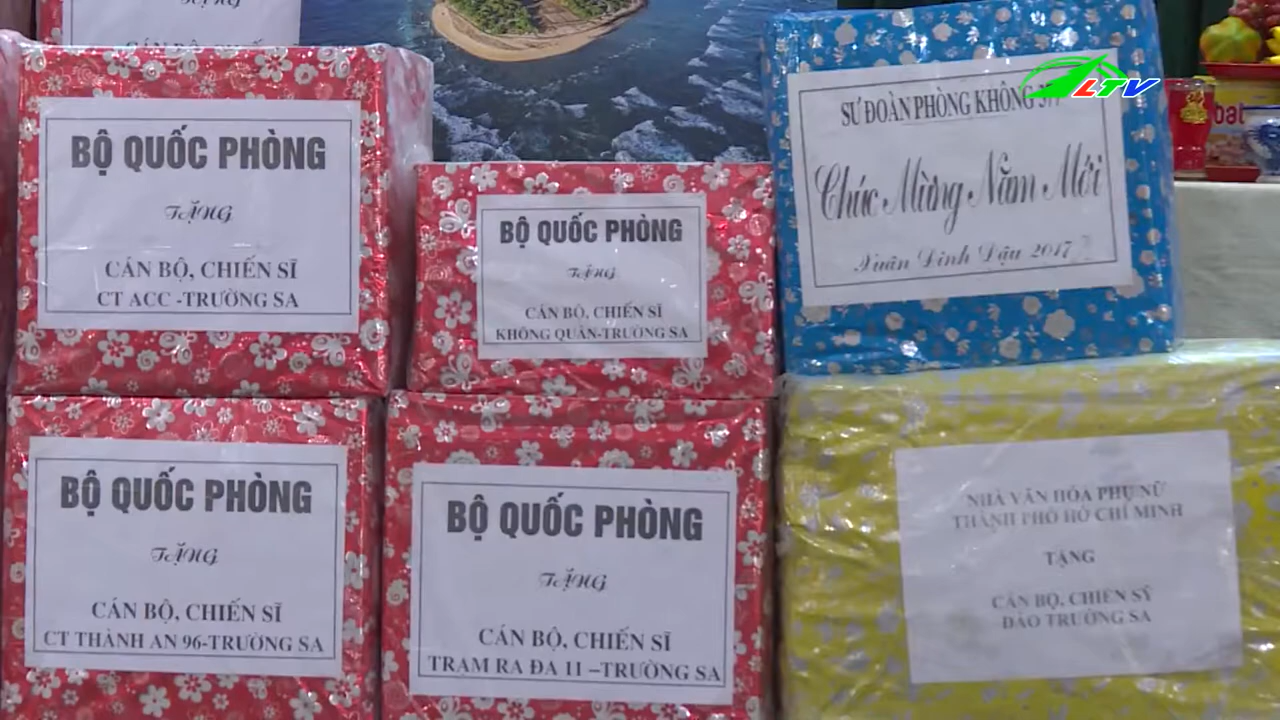 TẶNG
BỘ QUỐC PHÒNG
TẶNG
CÁN BỘ, CHIẾN SĨ
CT ACC -TRƯỜNG SA
BỘ QUỐC PHÒNG
TẶNG
CÁN BỘ, CHIẾN SĨ
KHÔNG QUÂN-TRƯỜNG SA
SƯ ĐOÀN PHÒNG KHÔNG
Chúc Mừng Năm Mới
Xuân Đinh Dậu 2017
LTV
BỘ QUỐC PHÒNG
TẶNG
CÁN BỘ, CHIẾN SĨ
CT THÀNH AN 96-TRƯỜNG SA
BỘ QUỐC PHÒNG
TẶNG
CÁN BỘ, CHIẾN SĨ
TRẠM RA ĐA 11 –TRƯỜNG SA
NHÀ VĂN HÓA PHỤ NỮ
THÀNH PHỐ HỒ CHÍ MINH
TẶNG
CÁN BỘ, CHIẾN SỸ
ĐẢO TRƯỜNG SA